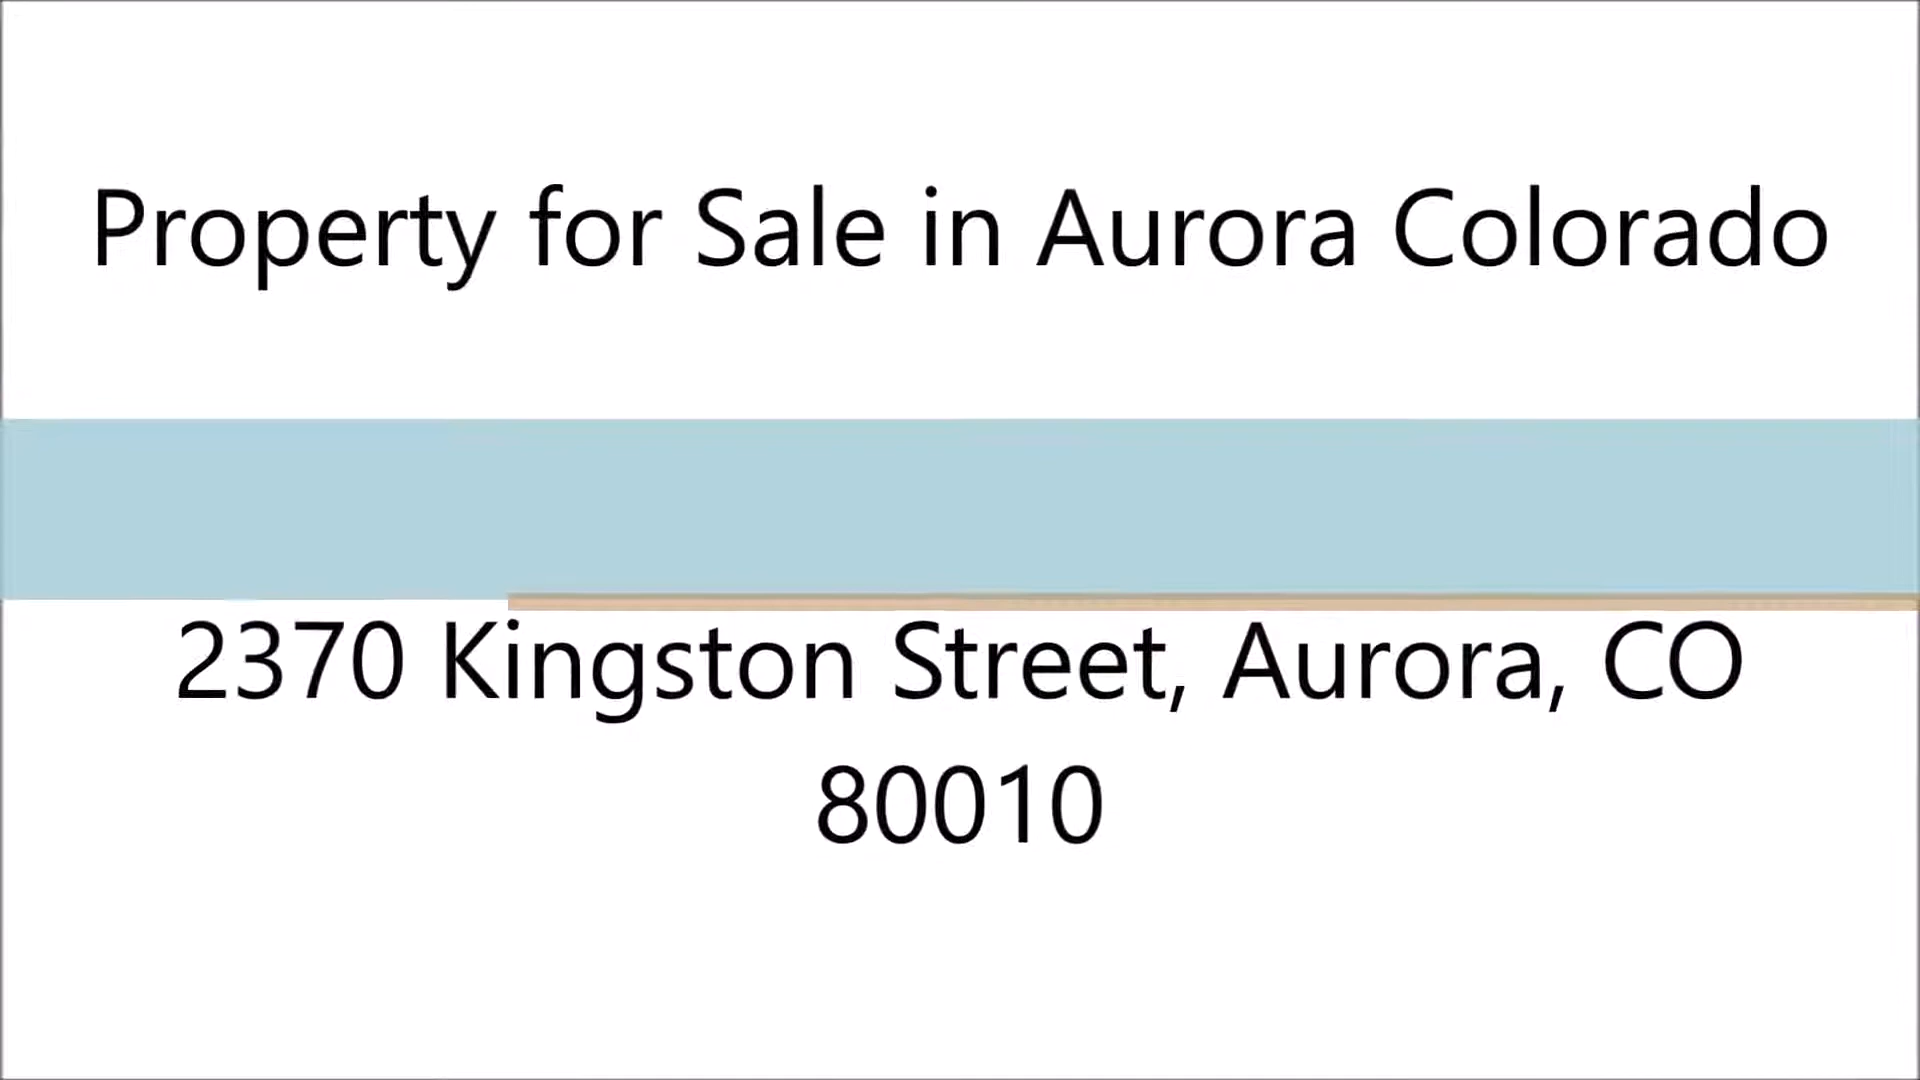 Property for Sale in Aurora Colorado
2370 Kingston Street, Aurora, CO
80010